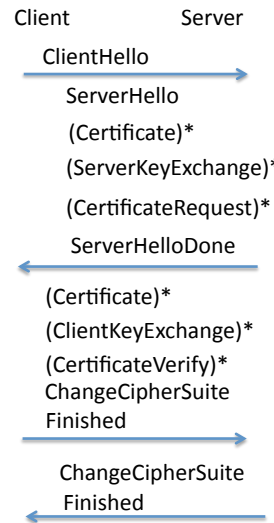 Client Server
ClientHello
ServerHello
(Certificate)*
(ServerKeyExchange)*
(CertificateRequest)*
ServerHelloDone
(Certificate)*
(ClientKeyExchange)*
(CertificateVerify)*
ChangeCipherSuite
Finished
ChangeCipherSuite
Finished